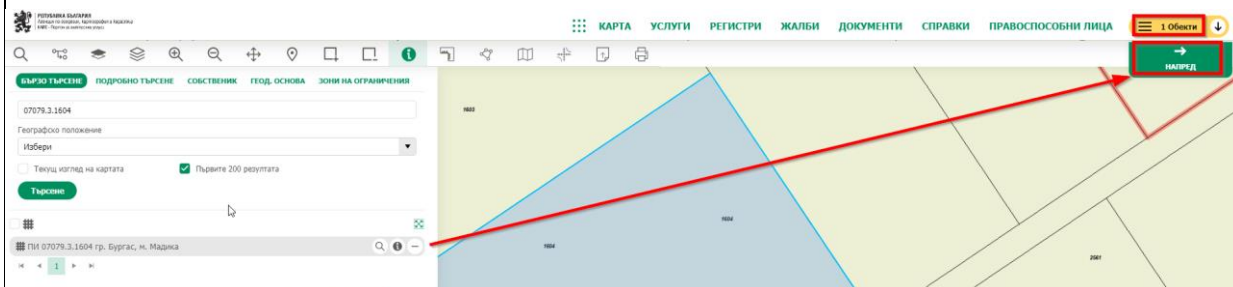 РЕПУБЛИКА БЪЛГАРИЯ
КАРТА УСЛУГИ РЕГИСТРИ ЖАЛБИ ДОКУМЕНТИ СПРАВКИ ПРАВОСПОСОБНИ ЛИЦА 1 Обекти
НАПРЕД
БЪРЗО ТЪРСЕНЕ ПОДРОБНО ТЪРСЕНЕ СОБСТВЕНИК ГЕОД. ОСНОВА ЗОНИ НА ОГРАНИЧЕНИЯ
07079.3.1604
Географско положение
Избери
Текущ изглед на картата Първите 200 резултата
Търсене
ПИ 07079.3.1604 гр. Бургас, м. Мадика
1
1604
1604
2561